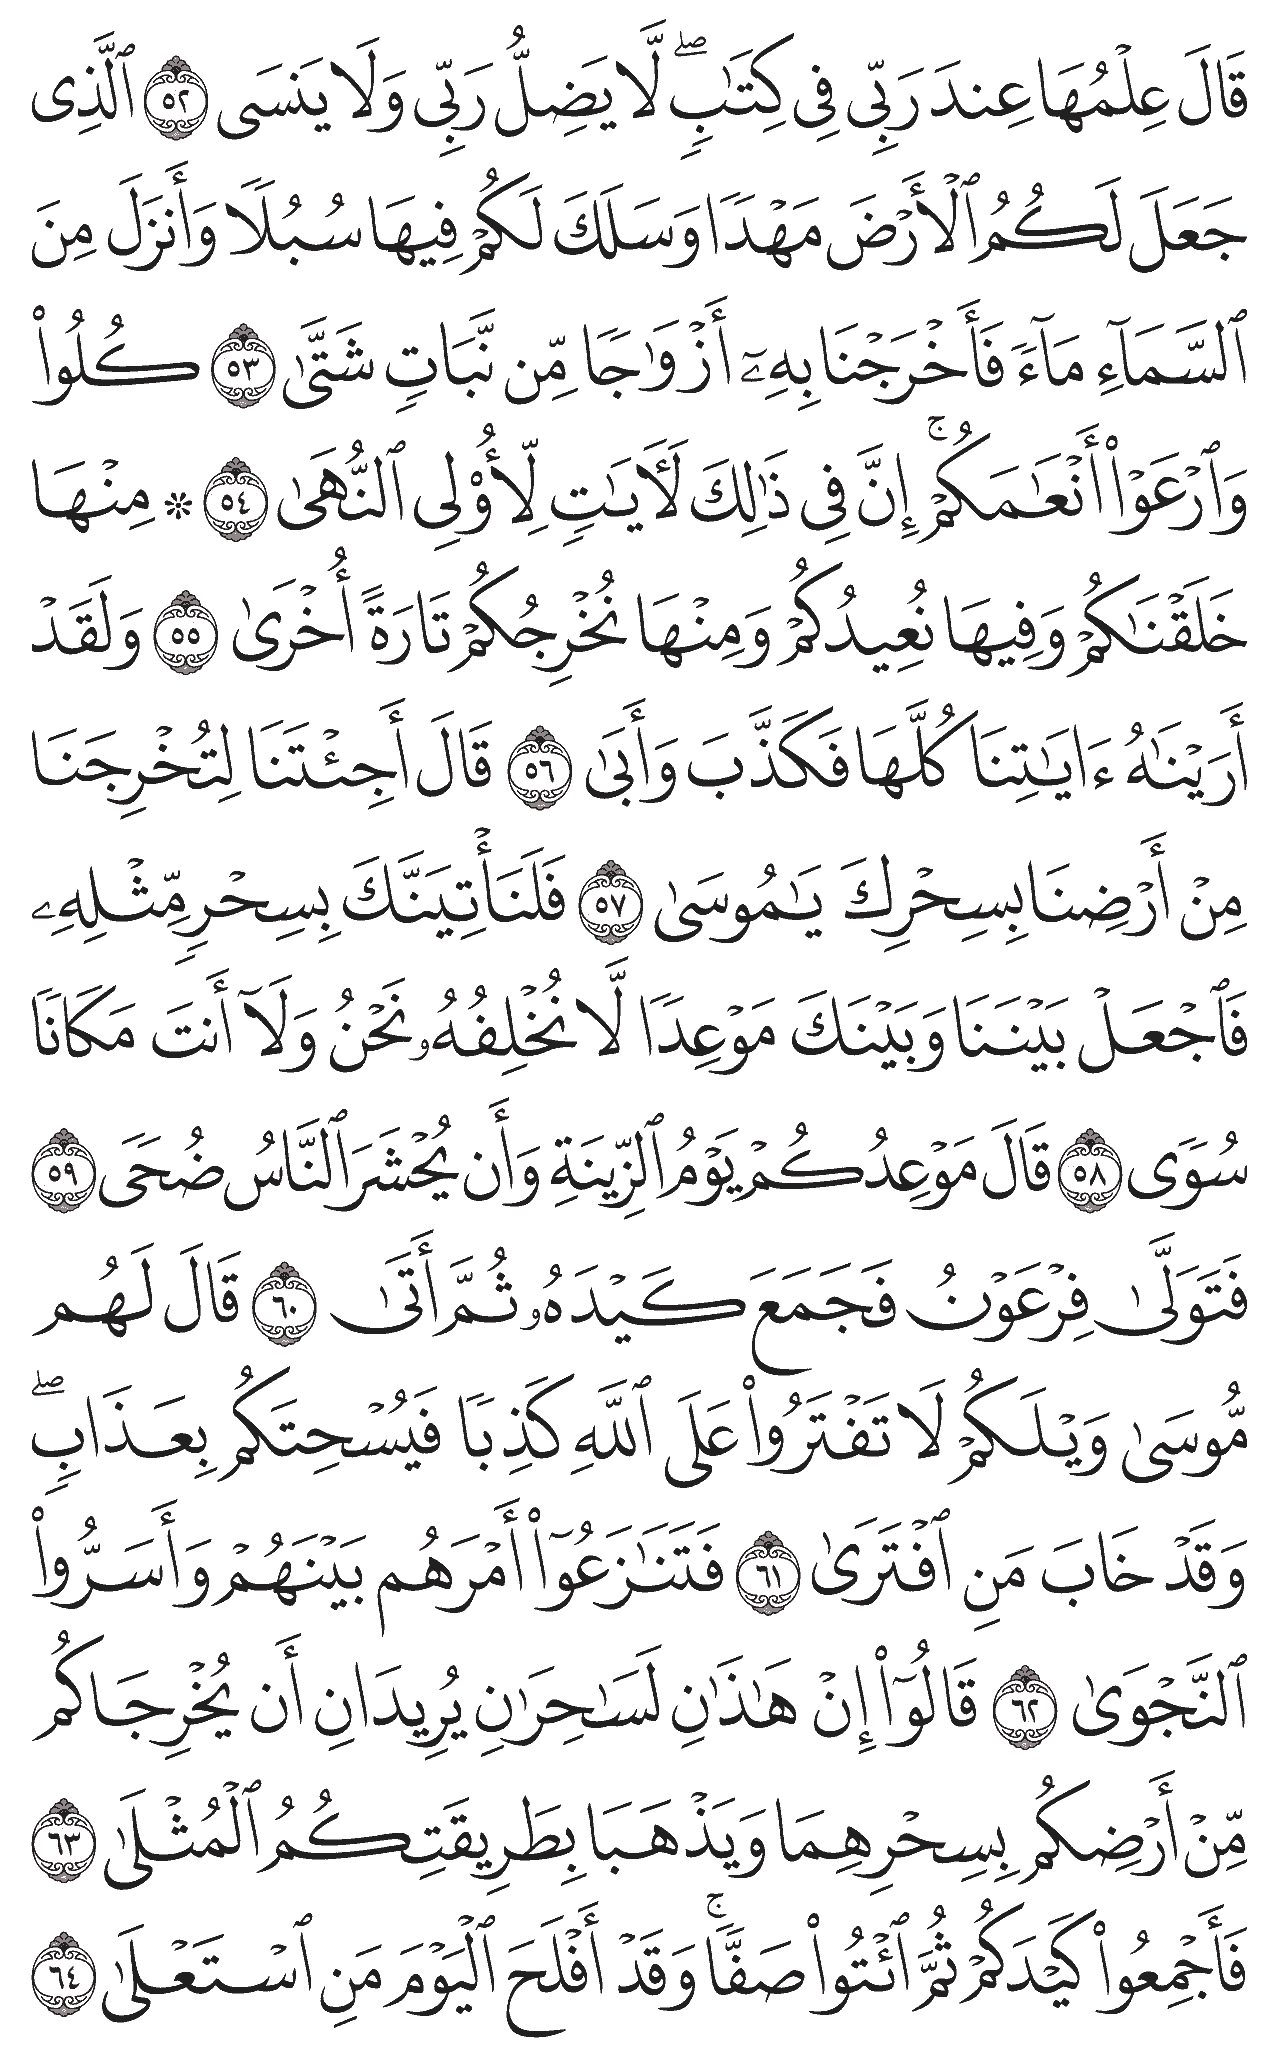 قَالَ عِلْمُهَا عِندَ رَبِّى فِى كِتَٰبٍ ۖ لَّا يَضِلُّ رَبِّى وَلَا يَنسَى ٥٢ ٱلَّذِى
جَعَلَ لَكُمُ ٱلْأَرْضَ مَهْدًا وَسَلَكَ لَكُمْ فِيهَا سُبُلًا وَأَنزَلَ مِنَ
ٱلسَّمَآءِ مَآءً فَأَخْرَجْنَا بِهِۦٓ أَزْوَٰجًا مِّن نَّبَاتٍ شَتَّىٰ ٥٣ كُلُوا۟
وَٱرْعَوْا۟ أَنْعَٰمَكُمْ ۗ إِنَّ فِى ذَٰلِكَ لَـَٔايَٰتٍ لِّأُو۟لِى ٱلنُّهَىٰ ٥٤ ۞ مِنْهَا
خَلَقْنَٰكُمْ وَفِيهَا نُعِيدُكُمْ وَمِنْهَا نُخْرِجُكُمْ تَارَةً أُخْرَىٰ ٥٥ وَلَقَدْ
أَرَيْنَٰهُ ءَايَٰتِنَا كُلَّهَا فَكَذَّبَ وَأَبَىٰ ٥٦ قَالَ أَجِئْتَنَا لِتُخْرِجَنَا
مِنْ أَرْضِنَا بِسِحْرِكَ يَٰمُوسَىٰ ٥٧ فَلَنَأْتِيَنَّكَ بِسِحْرٍ مِّثْلِهِۦ
فَٱجْعَلْ بَيْنَنَا وَبَيْنَكَ مَوْعِدًا لَّا نُخْلِفُهُۥ نَحْنُ وَلَآ أَنتَ مَكَانًا
سُوًى ٥٨ قَالَ مَوْعِدُكُمْ يَوْمُ ٱلزِّينَةِ وَأَن يُحْشَرَ ٱلنَّاسُ ضُحًى ٥٩
فَتَوَلَّىٰ فِرْعَوْنُ فَجَمَعَ كَيْدَهُۥ ثُمَّ أَتَىٰ ٦٠ قَالَ لَهُم
مُّوسَىٰ وَيْلَكُمْ لَا تَفْتَرُوا۟ عَلَى ٱللَّهِ كَذِبًا فَيُسْحِتَكُم بِعَذَابٍ ۖ
وَقَدْ خَابَ مَنِ ٱفْتَرَىٰ ٦١ فَتَنَٰزَعُوٓا۟ أَمْرَهُم بَيْنَهُمْ وَأَسَرُّوا۟
ٱلنَّجْوَىٰ ٦٢ قَالُوٓا۟ إِنْ هَٰذَٰنِ لَسَٰحِرَٰنِ يُرِيدَانِ أَن يُخْرِجَاكُم
مِّنْ أَرْضِكُم بِسِحْرِهِمَا وَيَذْهَبَا بِطَرِيقَتِكُمُ ٱلْمُثْلَىٰ ٦٣
فَأَجْمِعُوا۟ كَيْدَكُمْ ثُمَّ ٱئْتُوا۟ صَفًّا ۚ وَقَدْ أَفْلَحَ ٱلْيَوْمَ مَنِ ٱسْتَعْلَىٰ ٦٤